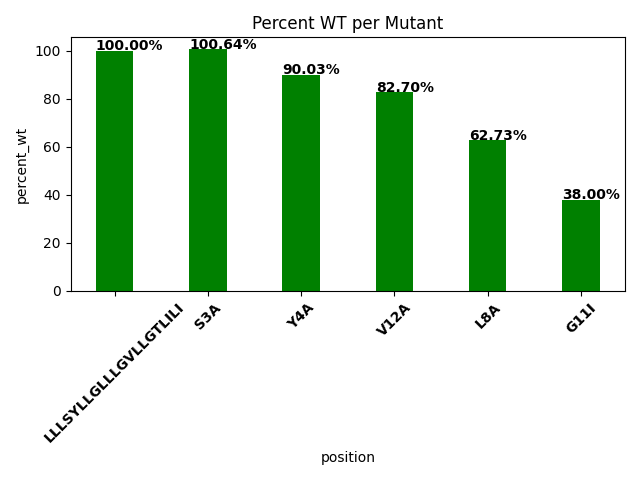 Percent WT per Mutant
percent_wt
100
80
60
40
20
0
100.00%
100.64%
90.03%
82.70%
62.73%
38.00%
LLLSYLLGLLLGVLLGTLILI
S3A
Y4A
V12A
L8A
G11I
position